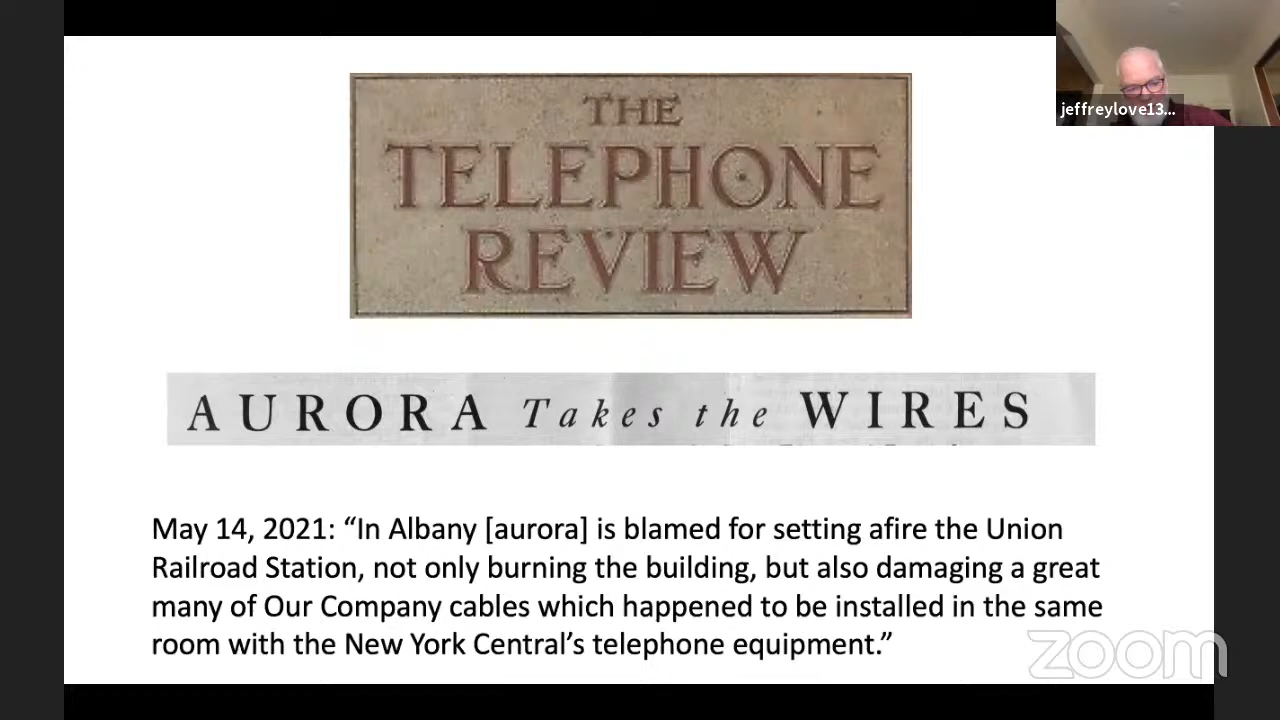 jeffreylove13...
THE
TELEPHONE
REVIEW
AURORA Takes the WIRES
May 14, 2021: “In Albany [aurora] is blamed for setting afire the Union
Railroad Station, not only burning the building, but also damaging a great
many of Our Company cables which happened to be installed in the same
room with the New York Central’s telephone equipment.”
zoom